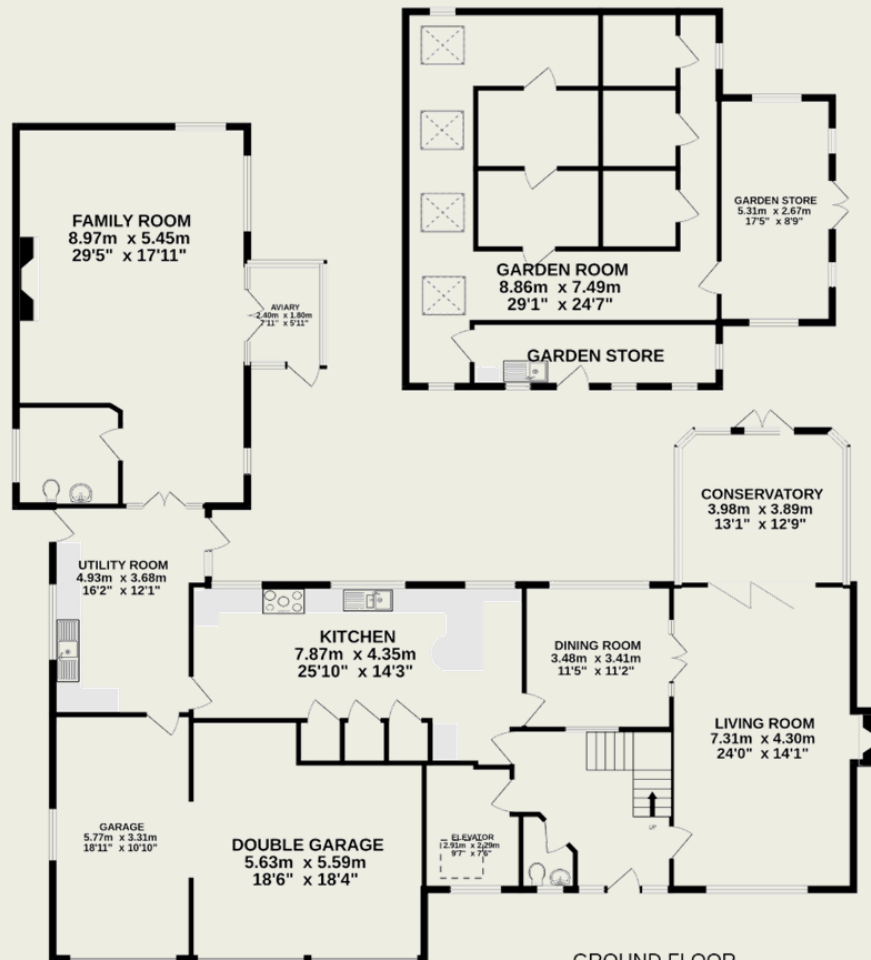 FAMILY ROOM
8.97m x 5.45m
29'5" x 17'11"
AVIARY
2.40m x 1.80m
7'11" x 5'11"
GARDEN STORE
5.31m x 2.67m
17'5" x 8'9"
GARDEN ROOM
8.86m x 7.49m
29'1" x 24'7"
GARDEN STORE
CONSERVATORY
3.98m x 3.89m
13'1" x 12'9"
UTILITY ROOM
4.93m x 3.68m
16'2" x 12'1"
KITCHEN
7.87m x 4.35m
25'10" x 14'3"
DINING ROOM
3.48m x 3.41m
11'5" x 11'2"
LIVING ROOM
7.31m x 4.30m
24'0" x 14'1"
GARAGE
5.77m x 3.31m
18'11" x 10'10"
DOUBLE GARAGE
5.63m x 5.59m
18'6" x 18'4"
ELEVATOR
2.91m x 2.29m
9'7" x 7'6"
UP
GROUND FLOOR